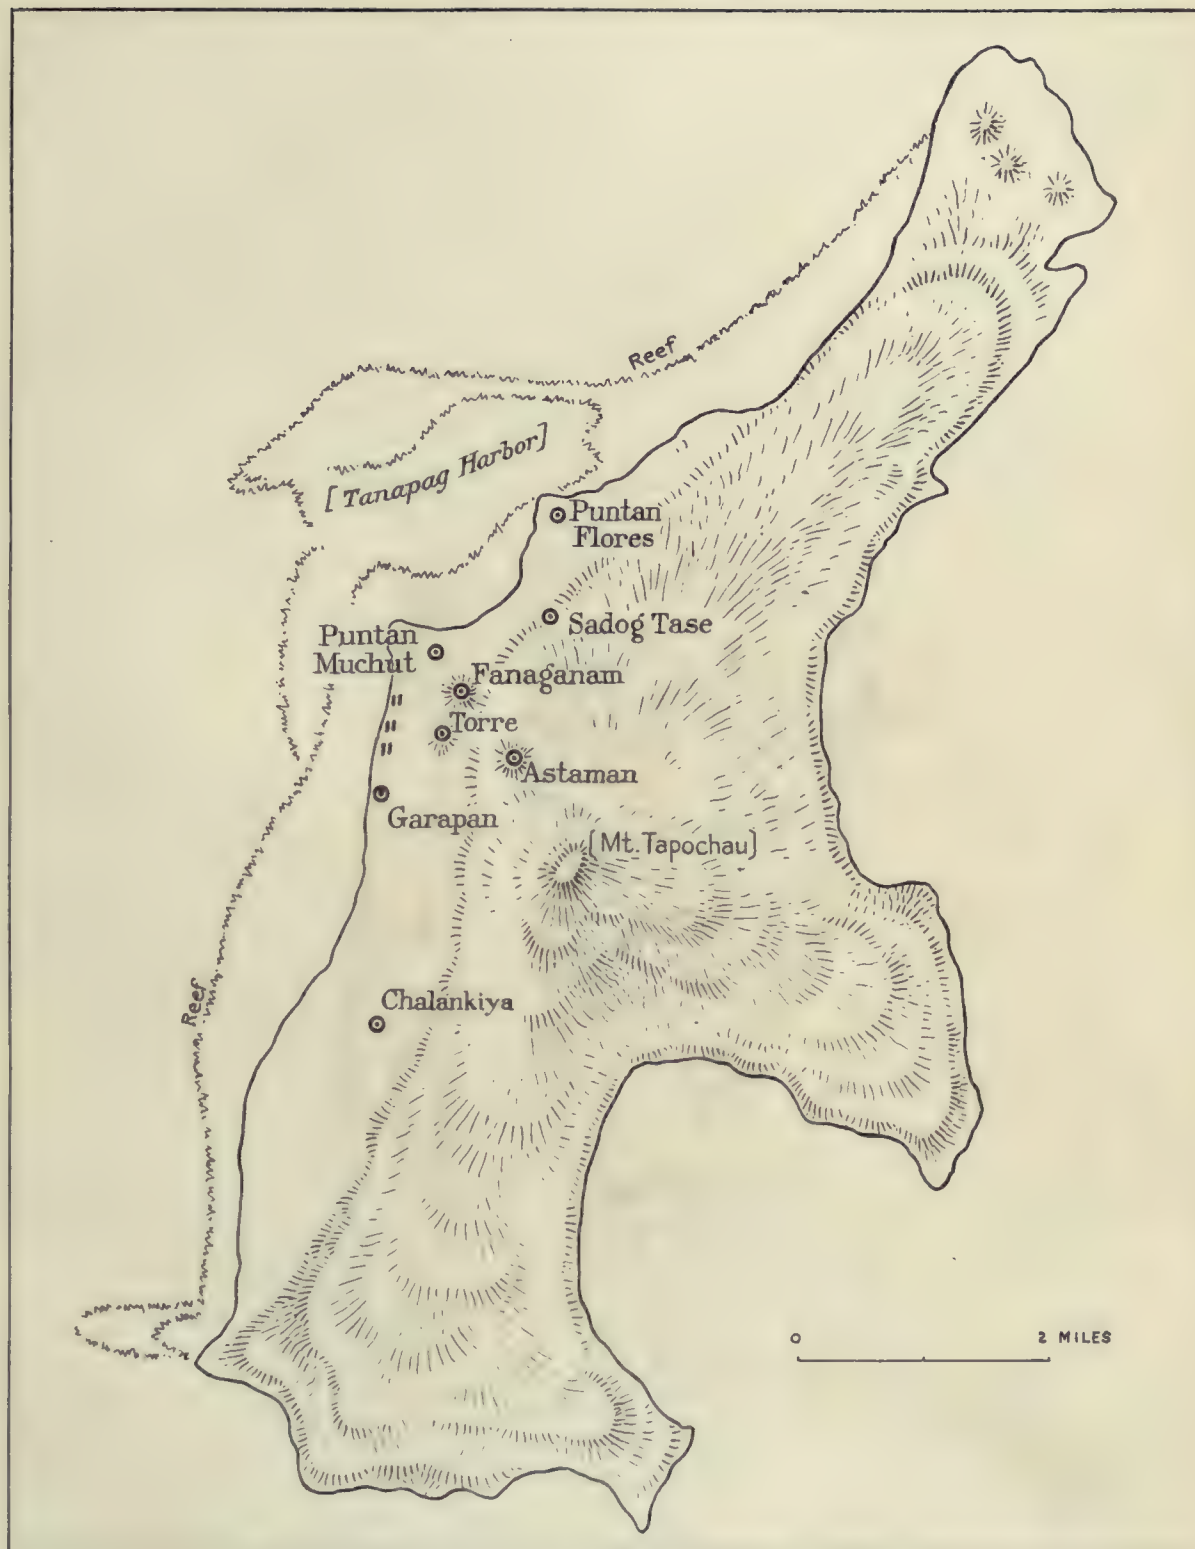 Reef
[Tanapag Harbor]
Puntan
Flores
Sadog Tase
Puntan
Muchut
Fanaganam
Torre
Astaman
Garapan
[Mt. Tapochau]
Chalankiya
Reef
0 2 MILES